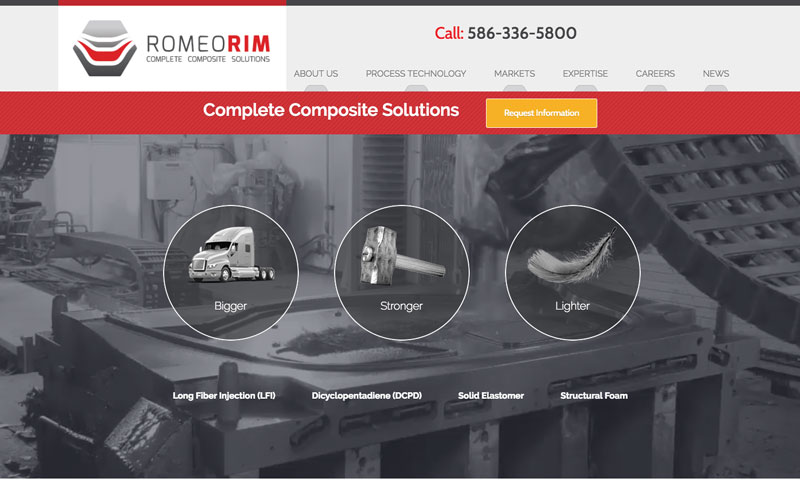 Call: 586-336-5800
ROMEORIM
COMPLETE COMPOSITE SOLUTIONS
ABOUT US PROCESS TECHNOLOGY MARKETS EXPERTISE CAREERS NEWS
Complete Composite Solutions Request Information
Bigger Stronger Lighter
Long Fiber Injection (LFI) Dicyclopentadiene (DCPD) Solid Elastomer Structural Foam